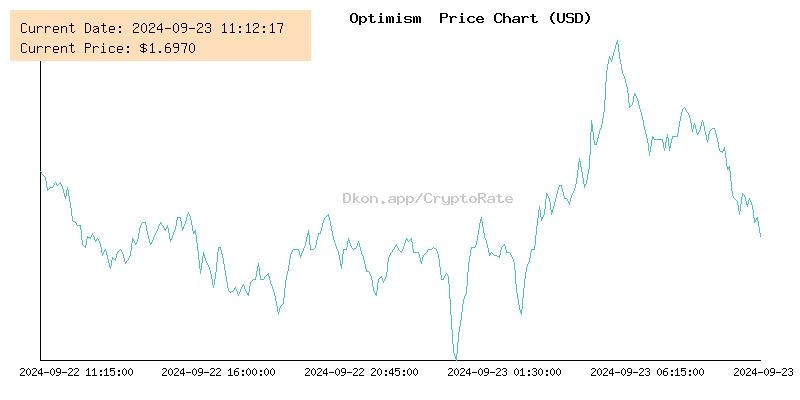 Optimism  Price Chart (USD)
Current Date: 2024-09-23 11:12:17
Current Price: $1.6970
Dkon.app/CryptoRate
2024-09-22 11:15:00 2024-09-22 16:00:00 2024-09-22 20:45:00 2024-09-23 01:30:00 2024-09-23 06:15:00 2024-09-23